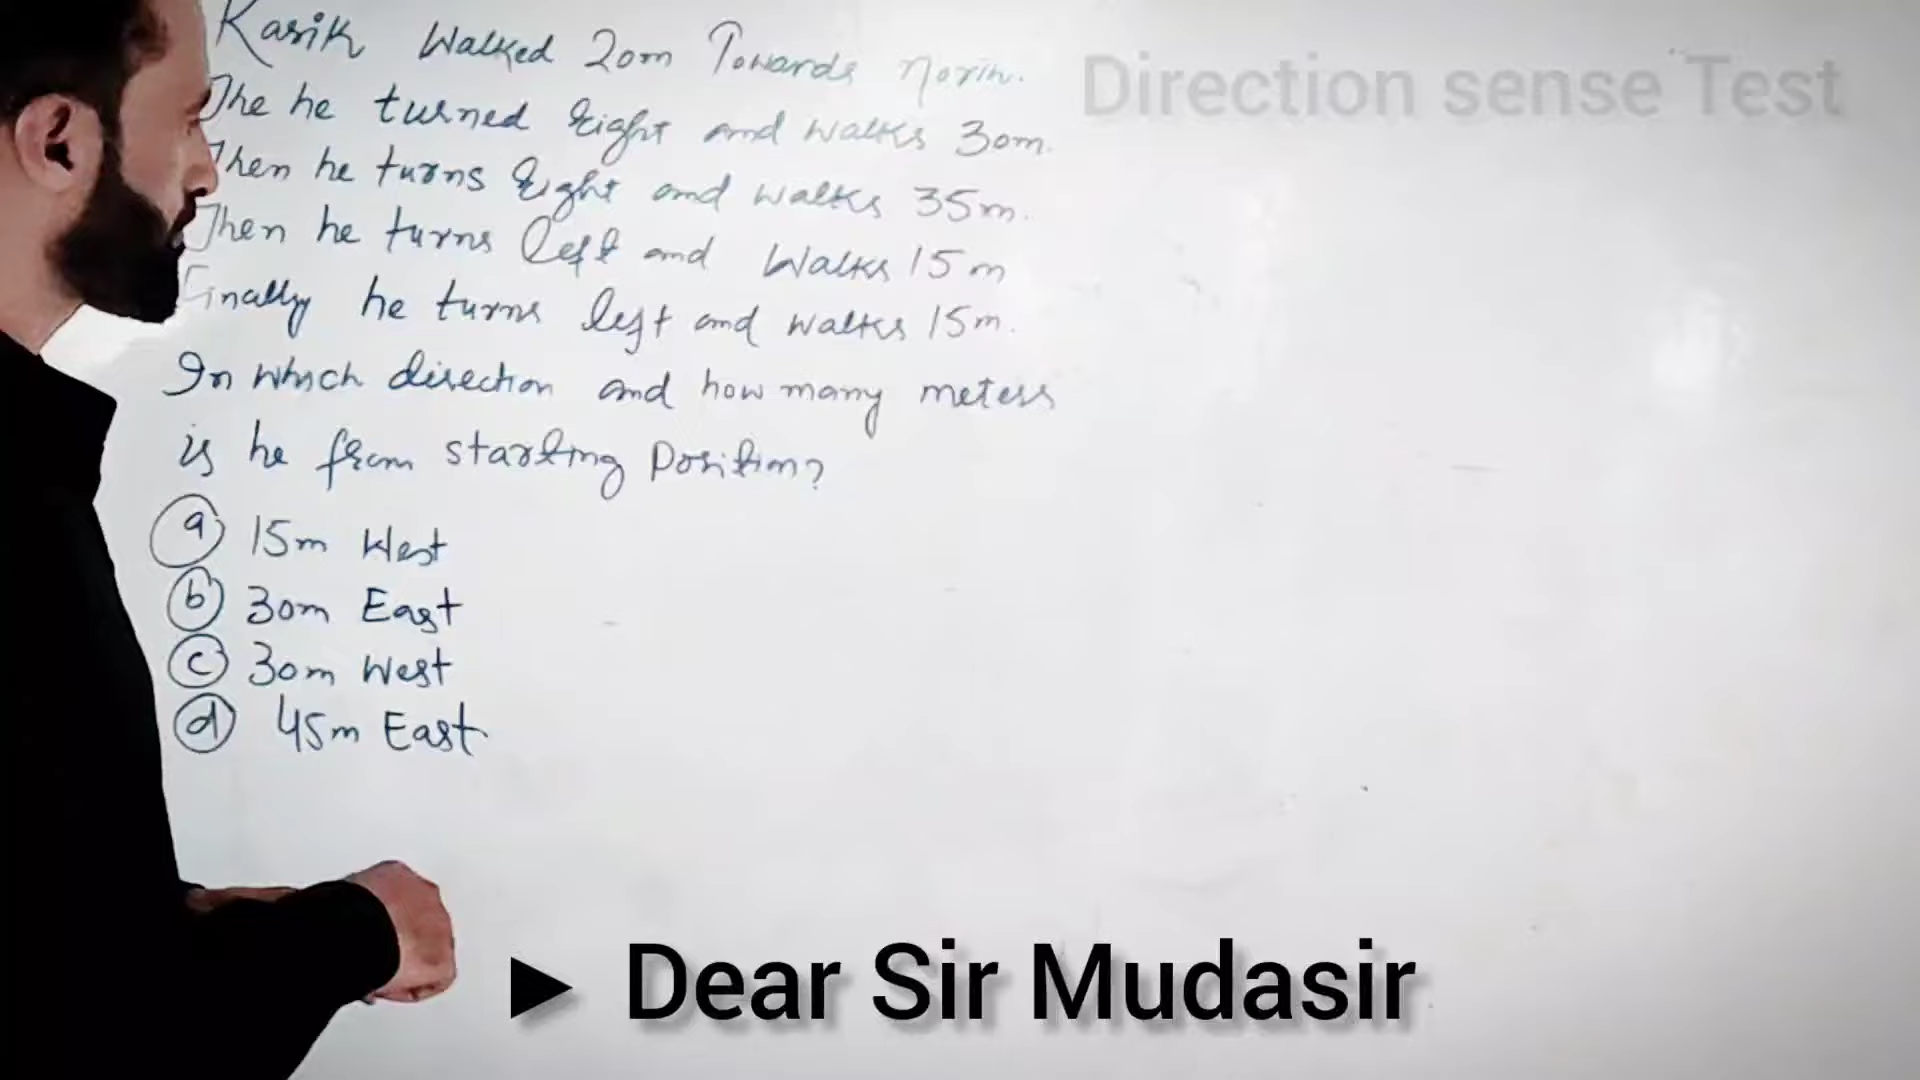 Kasik Walked 20m Towards North.
The he turned Right and walks 30m.
Then he turns Right and walks 35m.
Then he turns left and Walks 15m
Finally he turns left and walks 15m.
In which direction and how many meters
is he from starting Position?
a 15m West
b 30m East
c 30m West
d 45m East
Direction sense Test
► Dear Sir Mudasir